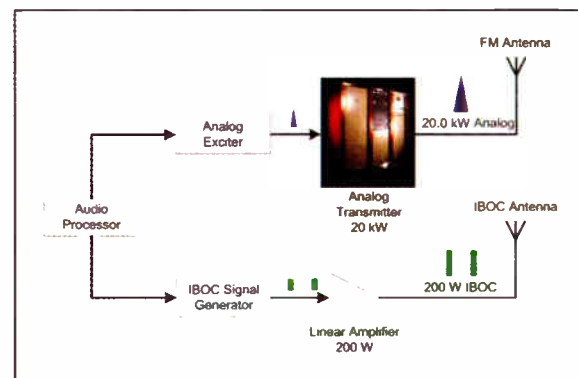 FM Antenna
20.0 kW Analog
Analog
Exciter
Analog
Transmitter
20 kW
Audio
Processor
IBOC Antenna
IBOC Signal
Generator
200 W IBOC
Linear Amplifier
200 W